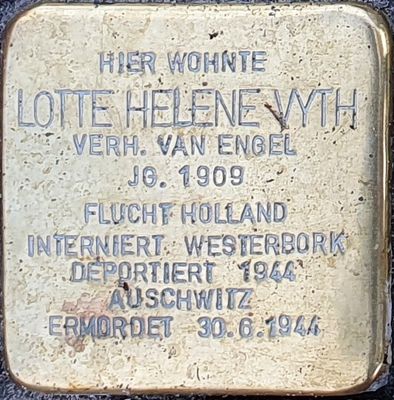 HIER WOHNTE
LOTTE HELENE VYTH
VERH. VAN ENGEL
JG. 1909
FLUCHT HOLLAND
INTERNIERT WESTERBORK
DEPORTIERT 1944
AUSCHWITZ
ERMORDET 30.6.1944